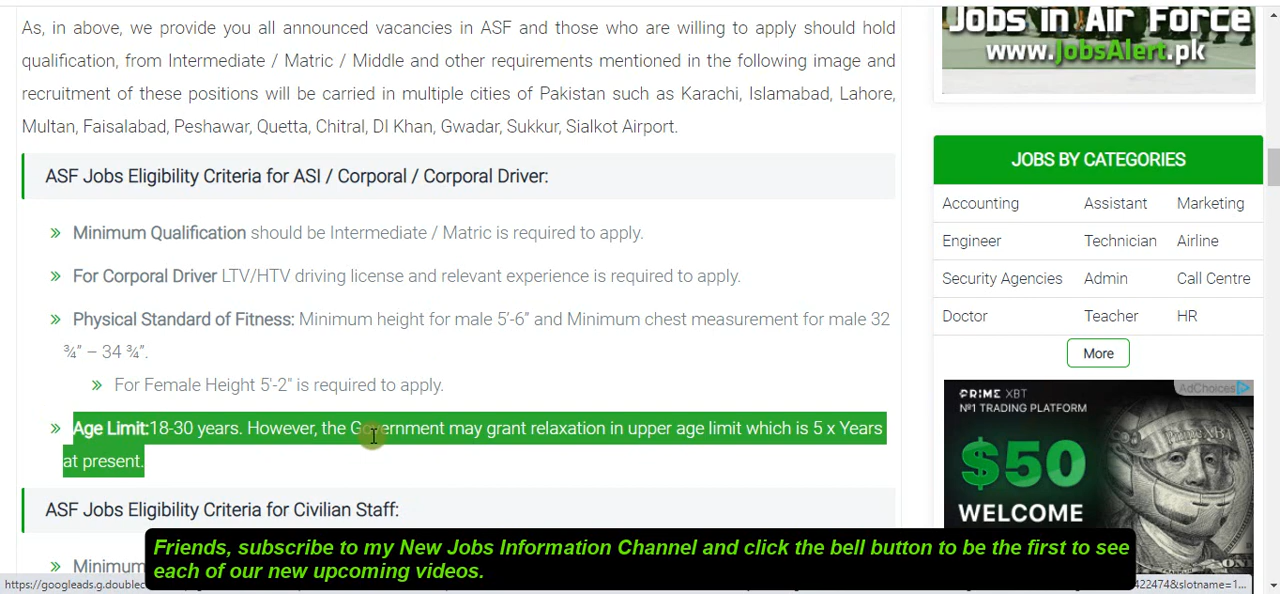 As, in above, we provide you all announced vacancies in ASF and those who are willing to apply should hold
qualification, from Intermediate / Matric / Middle and other requirements mentioned in the following image and
recruitment of these positions will be carried in multiple cities of Pakistan such as Karachi, Islamabad, Lahore,
Multan, Faisalabad, Peshawar, Quetta, Chitral, DI Khan, Gwadar, Sukkur, Sialkot Airport.
ASF Jobs Eligibility Criteria for ASI / Corporal / Corporal Driver:
» Minimum Qualification should be Intermediate / Matric is required to apply.
» For Corporal Driver LTV/HTV driving license and relevant experience is required to apply.
» Physical Standard of Fitness: Minimum height for male 5’-6” and Minimum chest measurement for male 32
¾” – 34 ¾”.
» For Female Height 5’-2” is required to apply.
» Age Limit:18-30 years. However, the Government may grant relaxation in upper age limit which is 5 x Years
at present.
ASF Jobs Eligibility Criteria for Civilian Staff:
» Minimum
Friends, subscribe to my New Jobs Information Channel and click the bell button to be the first to see
each of our new upcoming videos.
https://googleads.g.doublec
422474&slotname=1...
Jobs in Air Force
www.JobsAlert.pk
JOBS BY CATEGORIES
Accounting Assistant Marketing
Engineer Technician Airline
Security Agencies Admin Call Centre
Doctor Teacher HR
More
PRIME XBT
Nº1 TRADING PLATFORM
AdChoices
$50
WELCOME